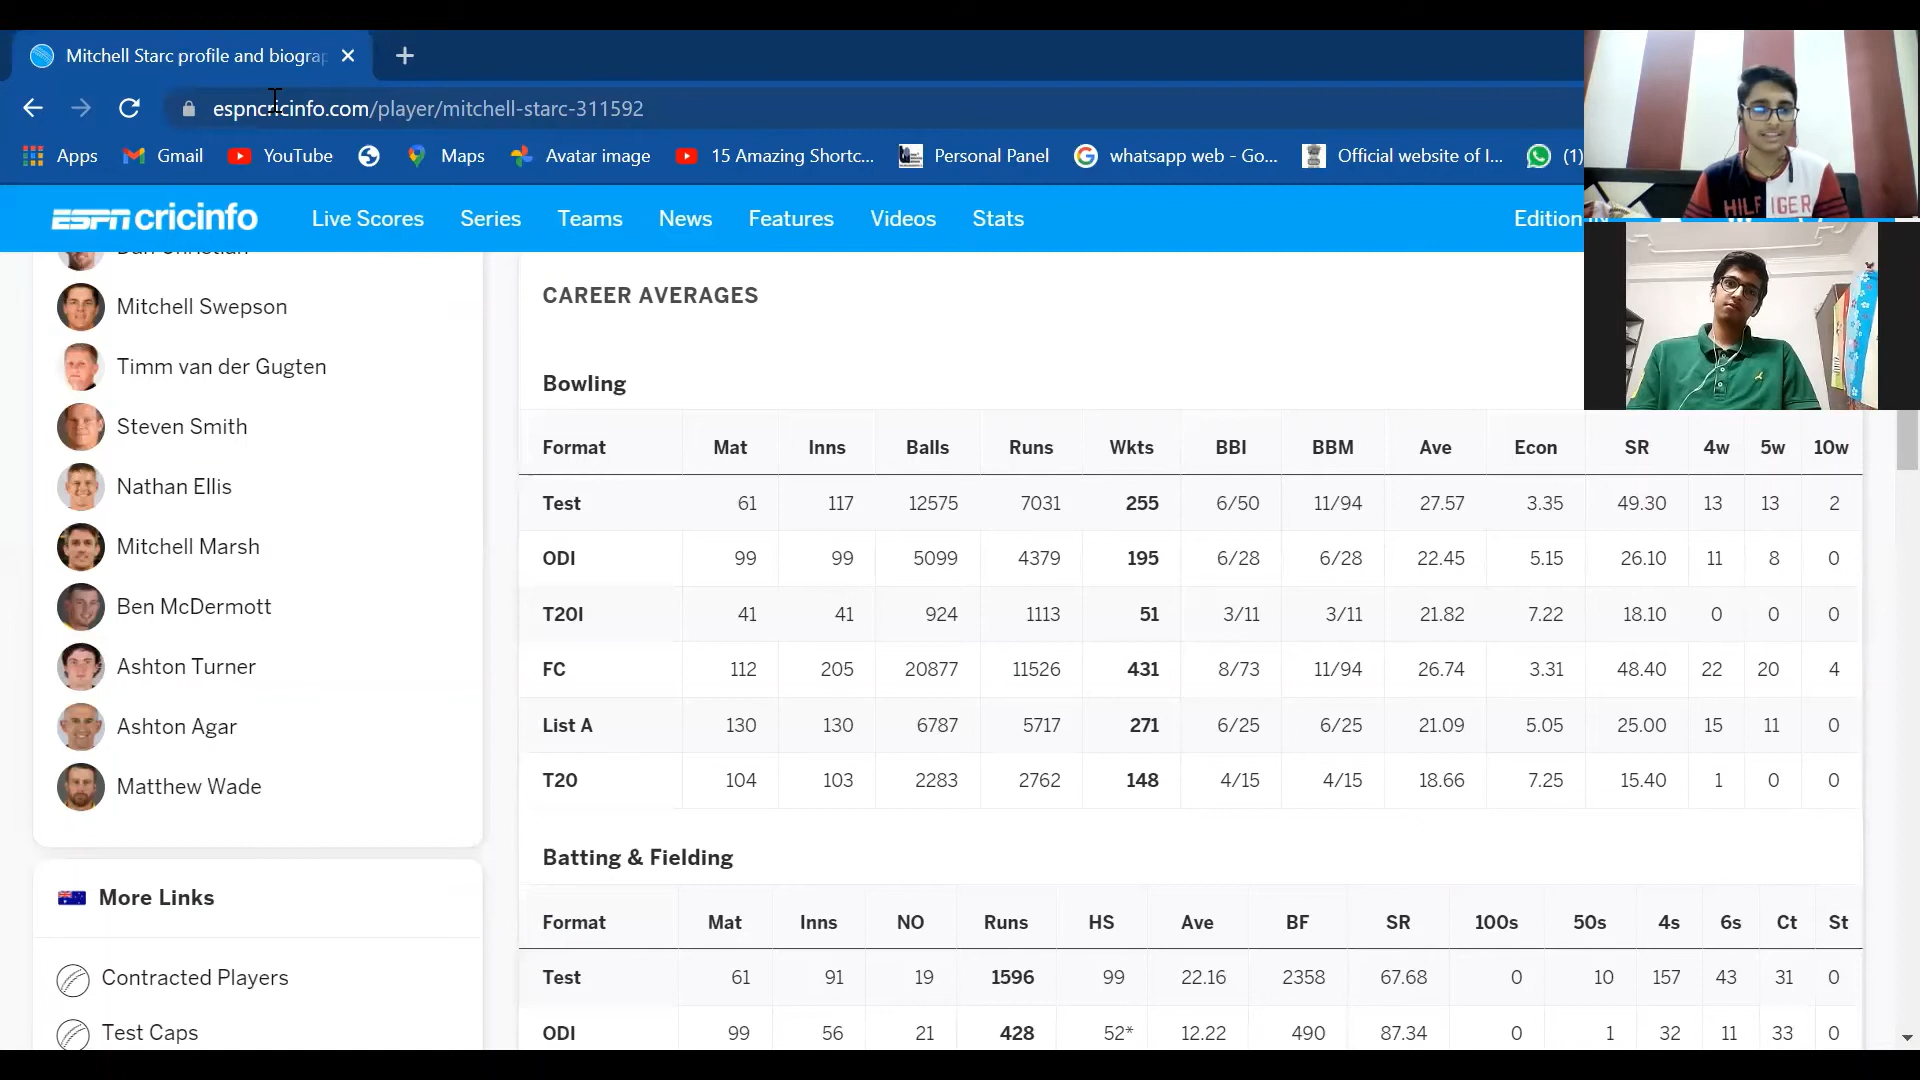 Mitchell Starc profile and biogra
espncricinfo.com/player/mitchell-starc-311592
Apps Gmail YouTube Maps Avatar image 15 Amazing Shortc... Personal Panel whatsapp web - Go... Official website of I... (1)
ESPN cricinfo Live Scores Series Teams News Features Videos Stats Edition
HILF IGER
Dan Christian
Mitchell Swepson
Timm van der Gugten
Steven Smith
Nathan Ellis
Mitchell Marsh
Ben McDermott
Ashton Turner
Ashton Agar
Matthew Wade
More Links
Contracted Players
Test Caps
CAREER AVERAGES
Bowling
Format Mat Inns Balls Runs Wkts BBI BBM Ave Econ SR 4w 5w 10w
Test 61 117 12575 7031 255 6/50 11/94 27.57 3.35 49.30 13 13 2
ODI 99 99 5099 4379 195 6/28 6/28 22.45 5.15 26.10 11 8 0
T20I 41 41 924 1113 51 3/11 3/11 21.82 7.22 18.10 0 0 0
FC 112 205 20877 11526 431 8/73 11/94 26.74 3.31 48.40 22 20 4
List A 130 130 6787 5717 271 6/25 6/25 21.09 5.05 25.00 15 11 0
T20 104 103 2283 2762 148 4/15 4/15 18.66 7.25 15.40 1 0 0
Batting & Fielding
Format Mat Inns NO Runs HS Ave BF SR 100s 50s 4s 6s Ct St
Test 61 91 19 1596 99 22.16 2358 67.68 0 10 157 43 31 0
ODI 99 56 21 428 52* 12.22 490 87.34 0 1 32 11 33 0